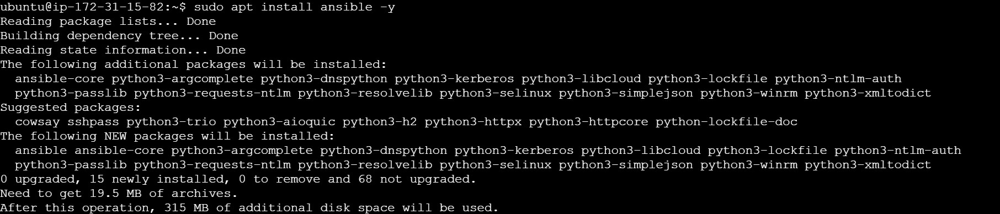 ubuntu@ip-172-31-15-82:~$ sudo apt install ansible -y
Reading package lists... Done
Building dependency tree... Done
Reading state information... Done
The following additional packages will be installed:
  ansible-core python3-argcomplete python3-dnspython python3-kerberos python3-libcloud python3-lockfile python3-ntlm-auth
  python3-passlib python3-requests-ntlm python3-resolvelib python3-selinux python3-simplejson python3-winrm python3-xmltodict
Suggested packages:
  cowsay sshpass python3-trio python3-aioquic python3-h2 python3-httpx python3-httpcore python-lockfile-doc
The following NEW packages will be installed:
  ansible ansible-core python3-argcomplete python3-dnspython python3-kerberos python3-libcloud python3-lockfile python3-ntlm-auth
  python3-passlib python3-requests-ntlm python3-resolvelib python3-selinux python3-simplejson python3-winrm python3-xmltodict
0 upgraded, 15 newly installed, 0 to remove and 68 not upgraded.
Need to get 19.5 MB of archives.
After this operation, 315 MB of additional disk space will be used.